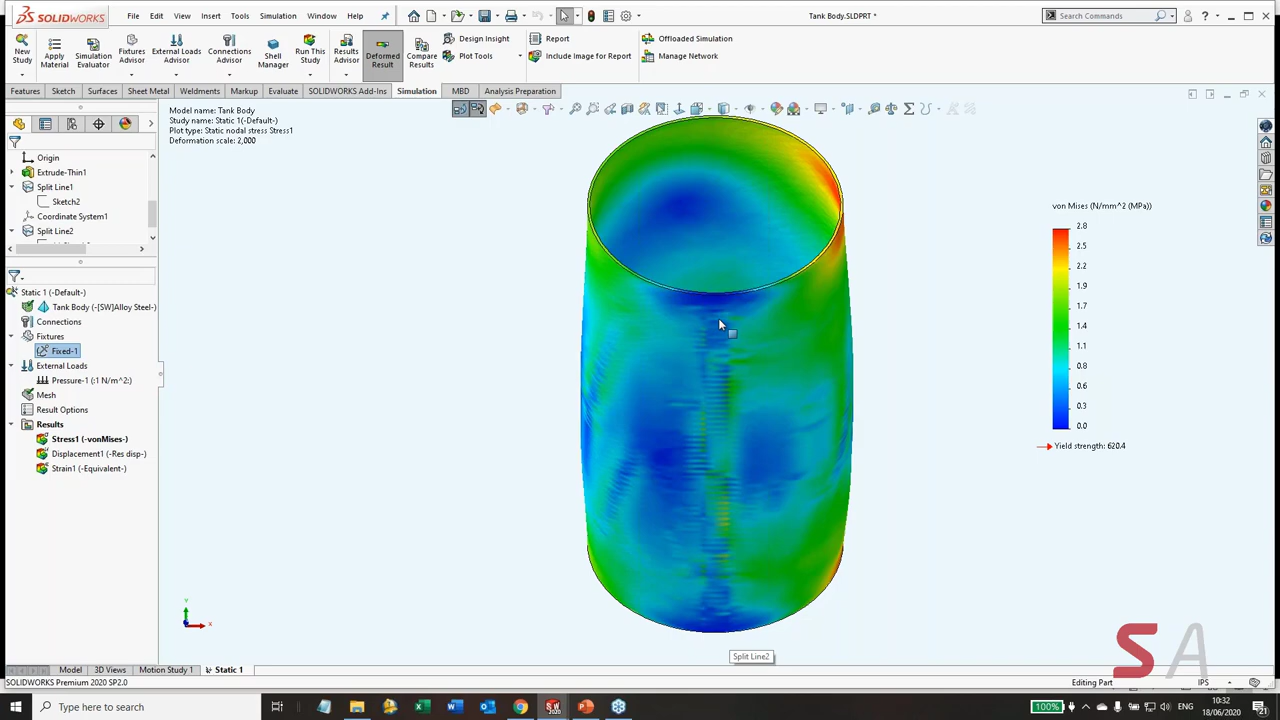 SOLIDWORKS
File
Edit
View
Insert
Tools
Simulation
Window
Help
Tank Body.SLDPRT *
Search Commands
New Study
Apply Material
Simulation Evaluator
Fixtures Advisor
External Loads Advisor
Connections Advisor
Shell Manager
Run This Study
Results Advisor
Deformed Result
Compare Results
Design Insight
Plot Tools
Report
Include Image for Report
Offloaded Simulation
Manage Network
Features
Sketch
Surfaces
Sheet Metal
Weldments
Markup
Evaluate
SOLIDWORKS Add-Ins
Simulation
MBD
Analysis Preparation
Model name: Tank Body
Study name: Static 1(-Default-)
Plot type: Static nodal stress Stress1
Deformation scale: 2,000
Origin
Extrude-Thin1
Split Line1
Sketch2
Coordinate System1
Split Line2
Static 1 (-Default-)
Tank Body (-[SW]Alloy Steel-)
Connections
Fixtures
Fixed-1
External Loads
Pressure-1 (:1 N/m^2:)
Mesh
Result Options
Results
Stress1 (-vonMises-)
Displacement1 (-Res disp-)
Strain1 (-Equivalent-)
von Mises (N/mm^2 (MPa))
2.8
2.5
2.2
1.9
1.7
1.4
1.1
0.8
0.6
0.3
0.0
Yield strength: 620.4
Split Line2
Model
3D Views
Motion Study 1
Static 1
SA
SOLIDWORKS Premium 2020 SP2.0
Editing Part
IPS
Type here to search
100%
ENG
10:32
18/06/2020
21